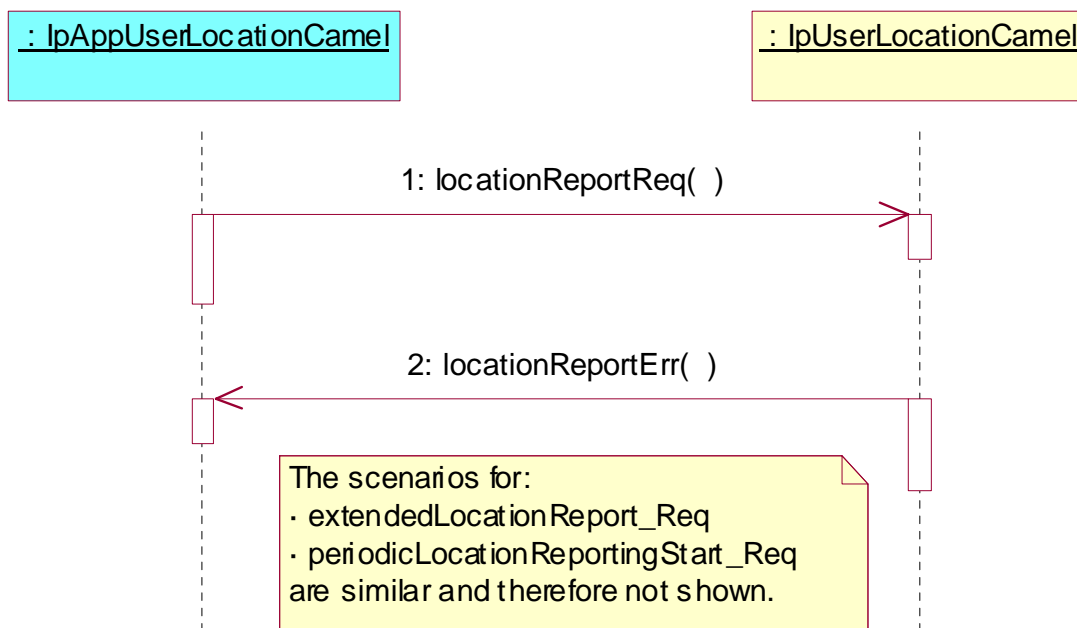 : IpAppUserLocationCamel
: IpUserLocationCamel
1: locationReportReq( )
2: locationReportErr( )
The scenarios for:
· extendedLocationReport_Req
· periodicLocationReportingStart_Req
are similar and therefore not shown.